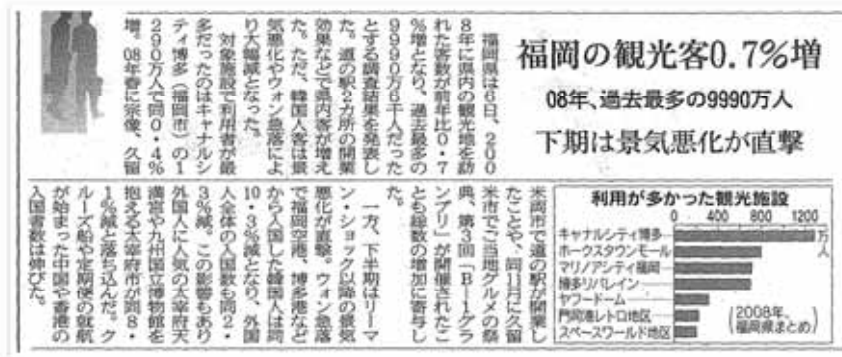 福岡の観光客0.7%増
08年、過去最多の9990万人
下期は景気悪化が直撃
福岡県は6日、200
8年に県内の観光地を訪
れた客数が前年比0・7
%増となり、過去最多の
9990万6千人だった
とする調査結果を発表し
た。道の駅2カ所の開業
効果などで県内客が増え
た。ただ、韓国人客は景
気悪化やウォン急落によ
り大幅減となった。
対象施設で利用者が最
多だったのはキャナルシ
ティ博多(福岡市)の1
290万人で同0・4%
増。08年春に宗像、久留
米両市で道の駅が開業し
たことや、同11月に久留
米市でご当地グルメの祭
典、第3回「B―1グラ
ンプリ」が開催されたこ
とも総数の増加に寄与し
た。
一方、下半期はリーマ
ン・ショック以降の景気
悪化が直撃。ウォン急落
で福岡空港、博多港など
から入国した韓国人は同
10・3%減となり、外国
人全体の入国数も同2・
3%減。この影響もあり
外国人に人気の太宰府天
満宮や九州国立博物館を
抱える太宰府市が同8・
1%減と落ち込んだ。ク
ルーズ船や定期便の就航
が始まった中国や香港の
入国者数は伸びた。
利用が多かった観光施設
0 400 800 1200
万人
キャナルシティ博多
ホークスタウンモール
マリノアシティ福岡
博多リバレイン
ヤフードーム
門司港レトロ地区
スペースワールド地区
(2008年、
福岡県まとめ)